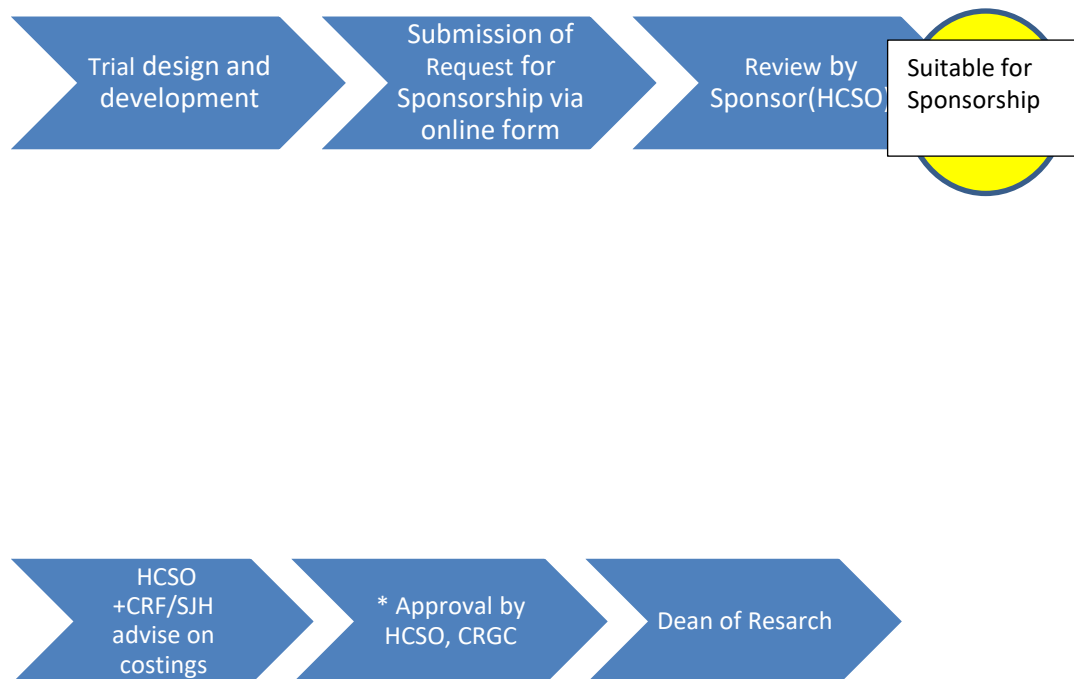 Trial design and
development
Submission of
Request for
Sponsorship via
online form
Review by
Sponsor(HCSO)
Suitable for
Sponsorship
HCSO
+CRF/SJH
advise on
costings
* Approval by
HCSO, CRGC
Dean of Resarch